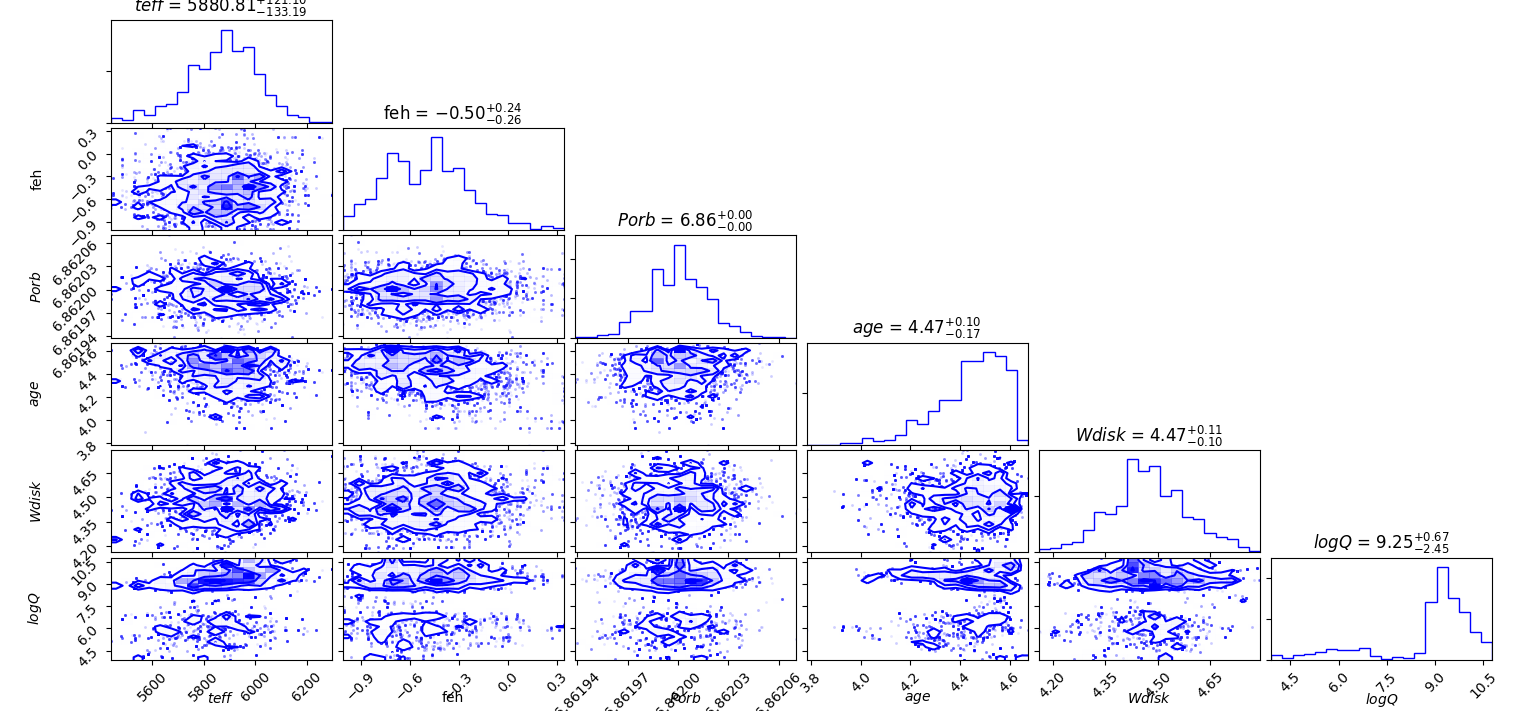 teff = 5880.81 +121.10 −133.19
feh = −0.50 +0.24 −0.26
Porb = 6.86 +0.00 −0.00
age = 4.47 +0.10 −0.17
Wdisk = 4.47 +0.11 −0.10
logQ = 9.25 +0.67 −2.45
feh
0.3
0.0
−0.3
−0.6
−0.9
Porb
6.86206
6.86203
6.86200
6.86197
6.86194
age
4.6
4.4
4.2
4.0
3.8
Wdisk
4.65
4.50
4.35
4.20
logQ
10.5
9.0
7.5
6.0
4.5
5600 5800 6000 6200
teff
−0.9 −0.6 −0.3 0.0 0.3
feh
6.86194 6.86197 6.86200 6.86203 6.86206
Porb
3.8 4.0 4.2 4.4 4.6
age
4.20 4.35 4.50 4.65
Wdisk
4.5 6.0 7.5 9.0 10.5
logQ